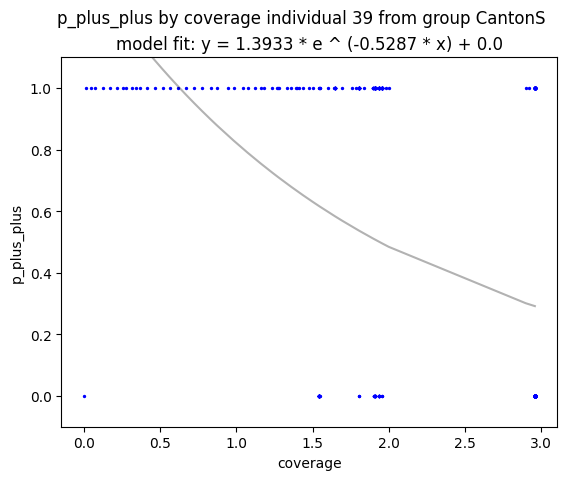 p_plus_plus by coverage individual 39 from group CantonS
model fit: y = 1.3933 * e ^ (-0.5287 * x) + 0.0
1.0
0.8
0.6
0.4
0.2
0.0
p_plus_plus
0.0 0.5 1.0 1.5 2.0 2.5 3.0
coverage